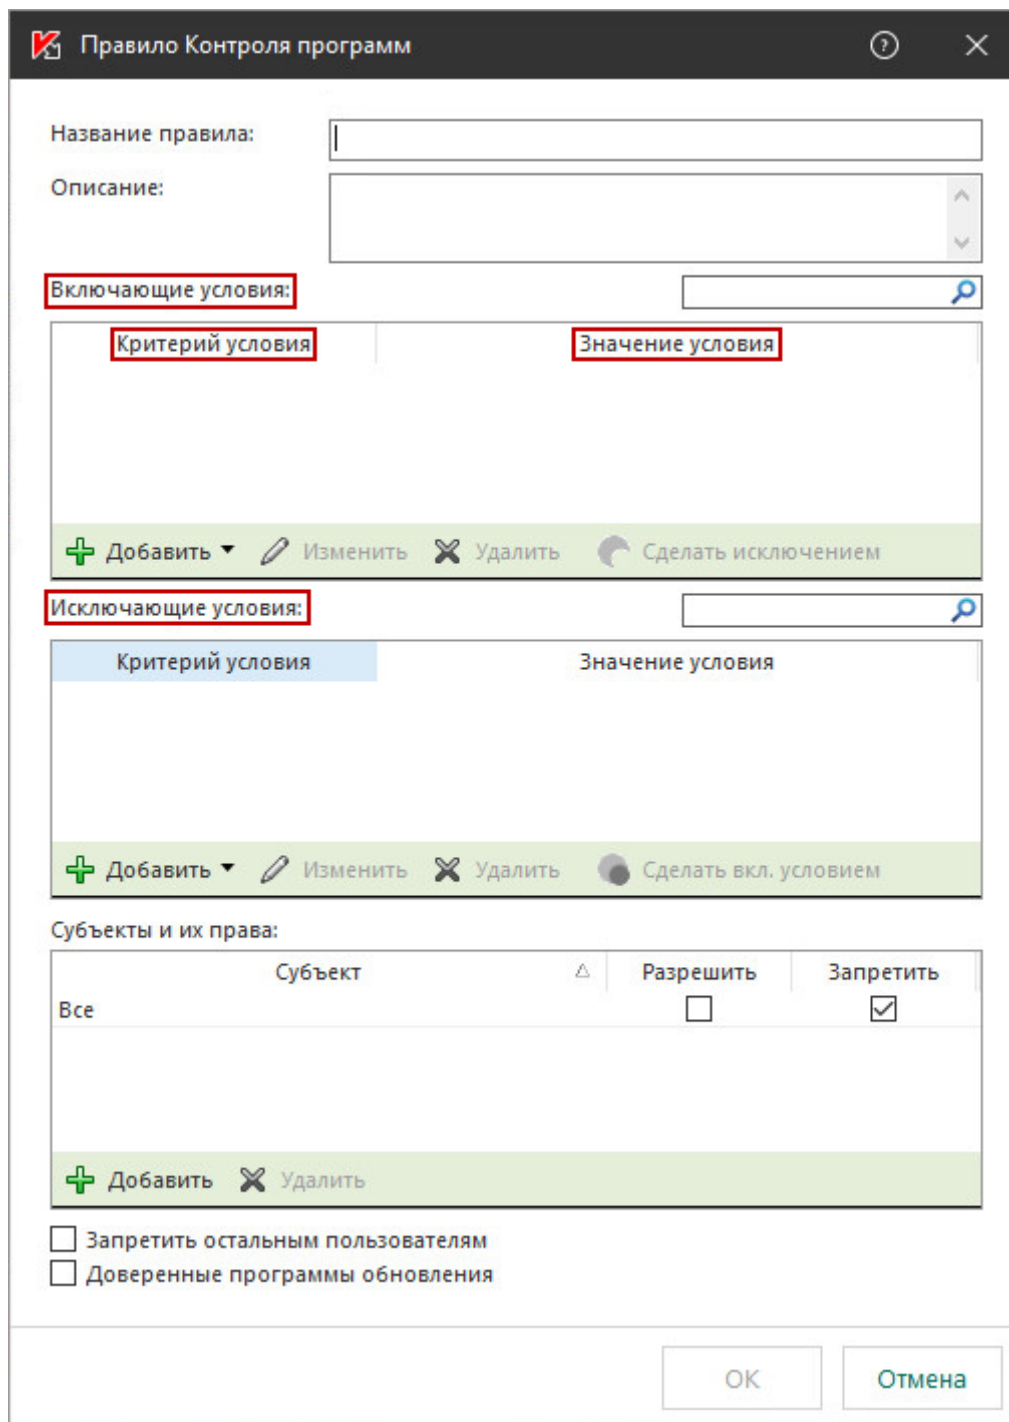 Правило Контроля программ
Название правила:
Описание:
Включающие условия:
Критерий условия Значение условия
Добавить Изменить Удалить Сделать исключением
Исключающие условия:
Критерий условия Значение условия
Добавить Изменить Удалить Сделать вкл. условием
Субъекты и их права:
Субъект Разрешить Запретить
Все
Добавить Удалить
Запретить остальным пользователям
Доверенные программы обновления
ОК Отмена